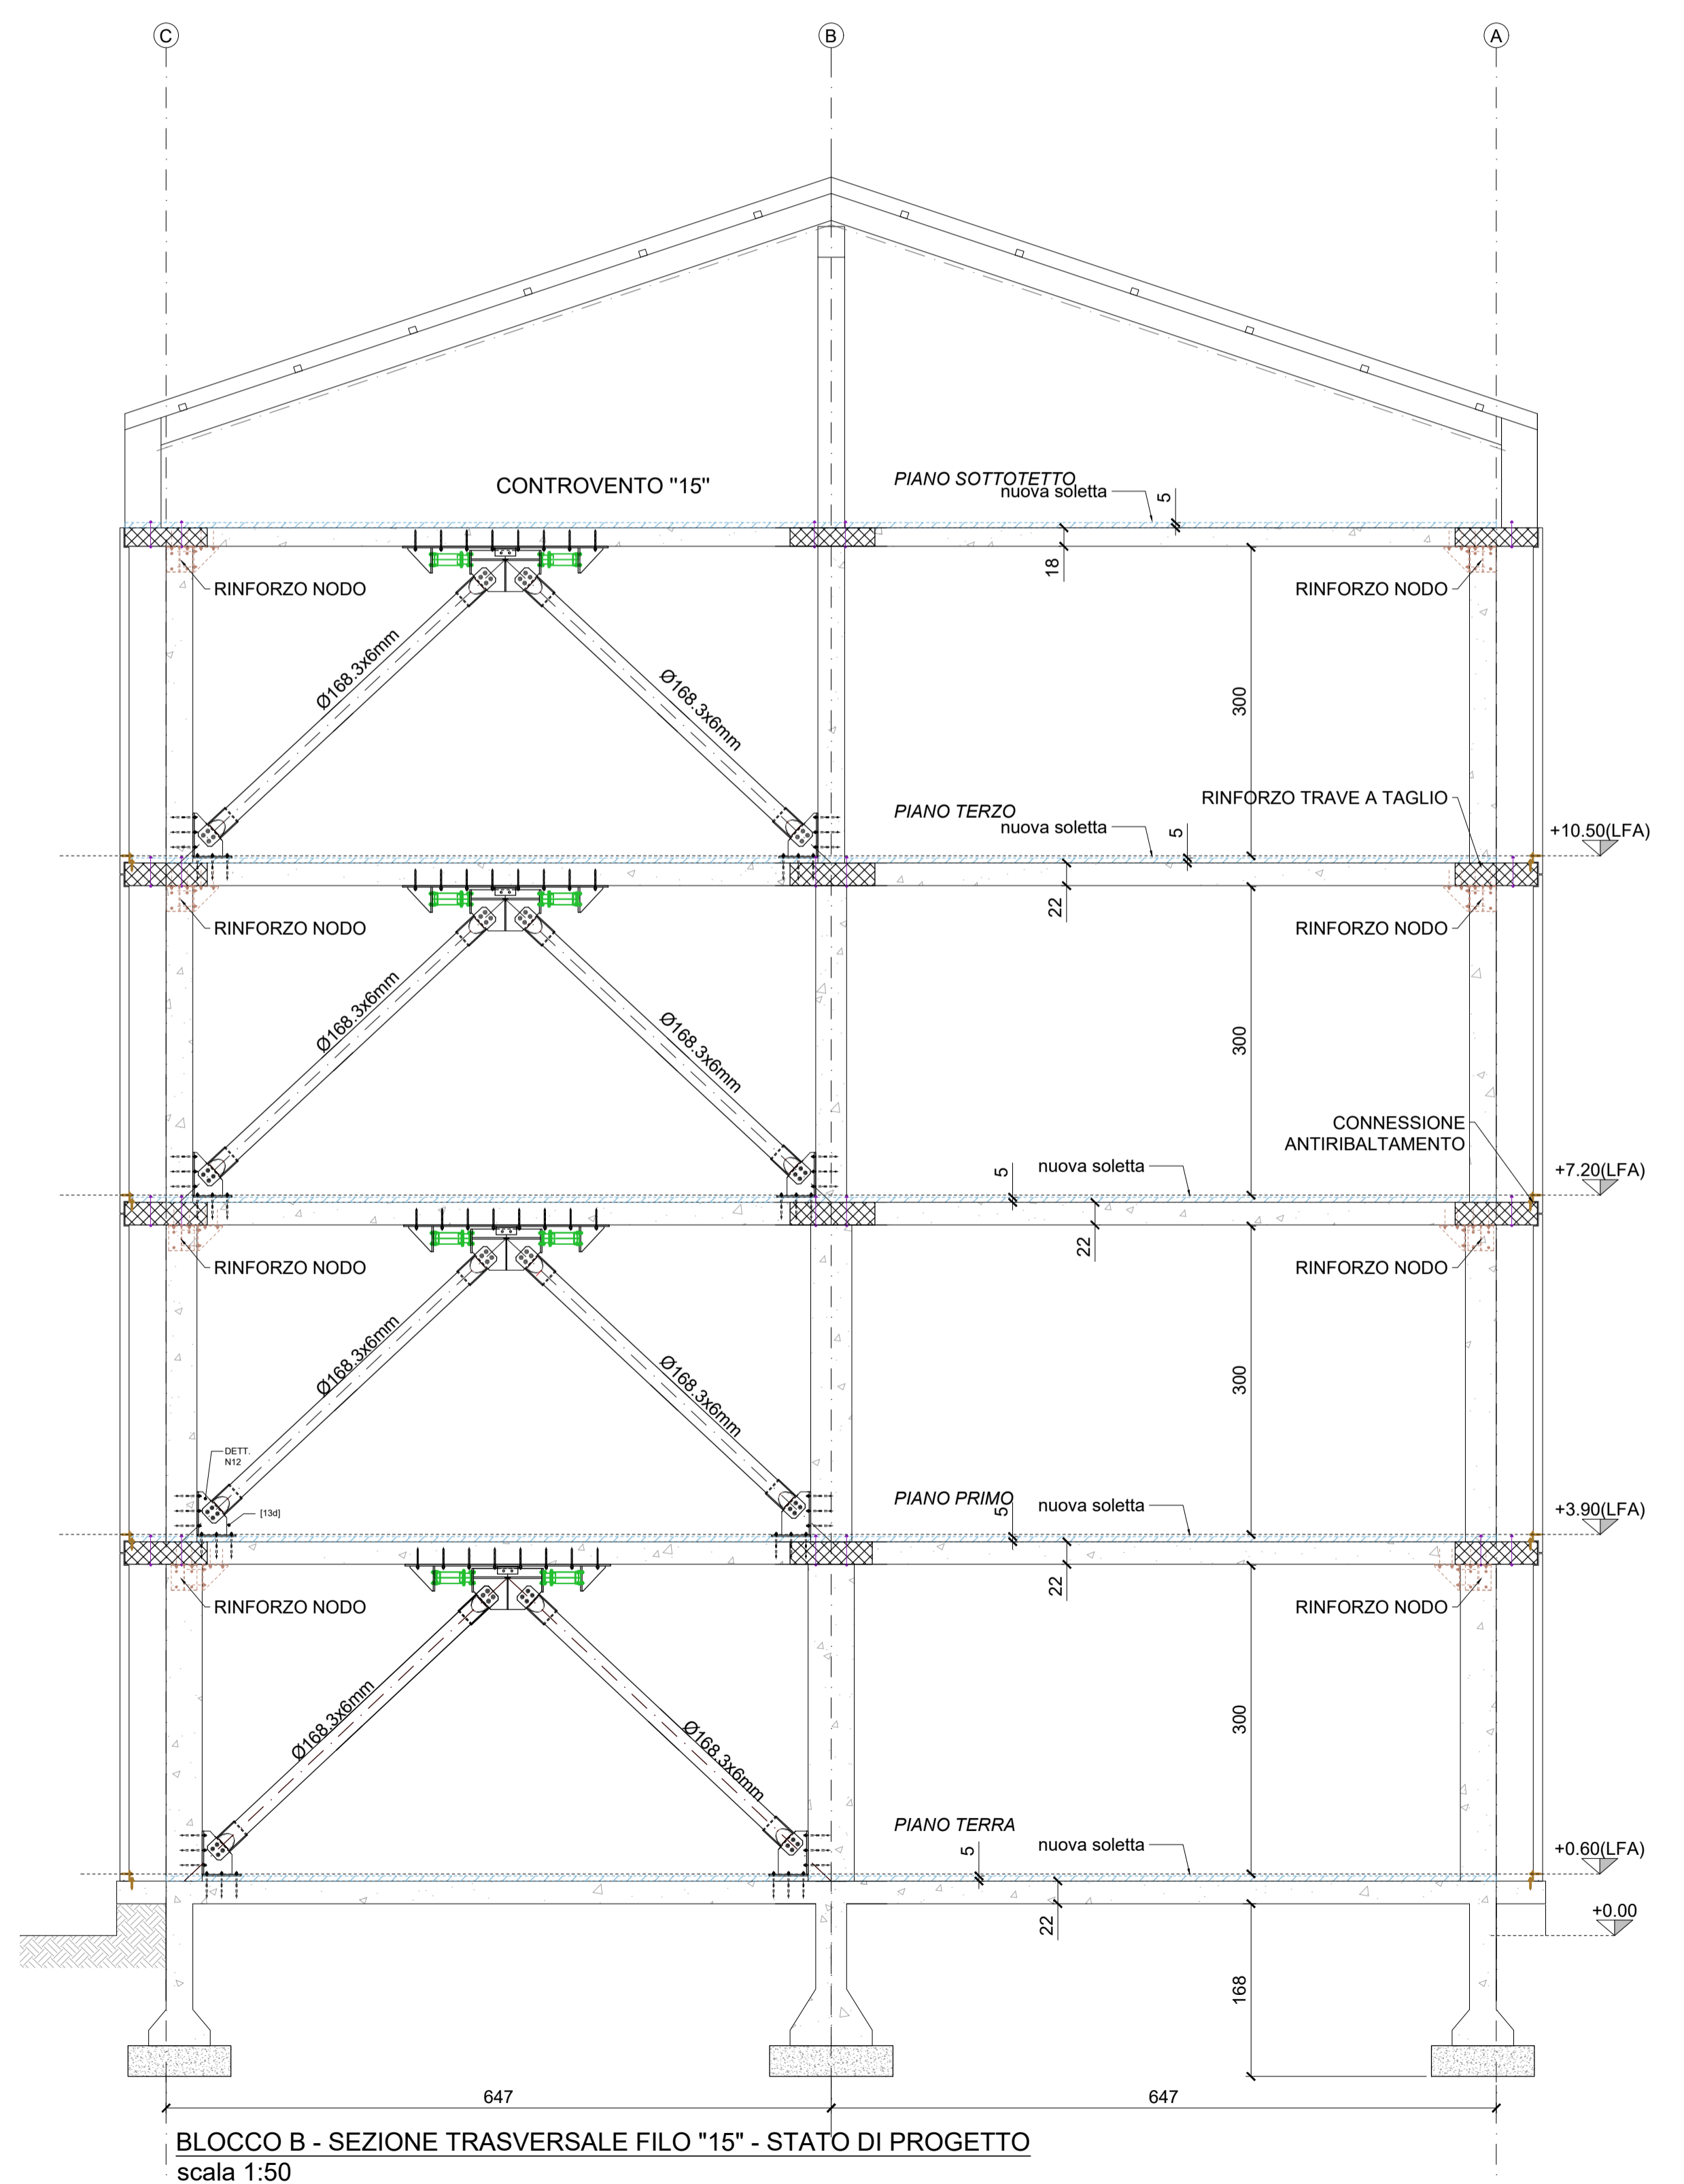 C
B
A
CONTROVENTO "15"
PIANO SOTTOTETTO
nuova soletta
5
18
RINFORZO NODO
RINFORZO NODO
Ø168.3x6mm
Ø168.3x6mm
300
RINFORZO TRAVE A TAGLIO
PIANO TERZO
nuova soletta
5
+10.50(LFA)
22
RINFORZO NODO
RINFORZO NODO
Ø168.3x6mm
Ø168.3x6mm
300
CONNESSIONE
ANTIRIBALTAMENTO
nuova soletta
5
+7.20(LFA)
22
RINFORZO NODO
RINFORZO NODO
Ø168.3x6mm
Ø168.3x6mm
300
DETT.
N12
[13d]
PIANO PRIMO
nuova soletta
5
+3.90(LFA)
22
RINFORZO NODO
RINFORZO NODO
Ø168.3x6mm
Ø168.3x6mm
300
PIANO TERRA
nuova soletta
5
+0.60(LFA)
22
+0.00
168
647
647
BLOCCO B - SEZIONE TRASVERSALE FILO "15" - STATO DI PROGETTO
scala 1:50